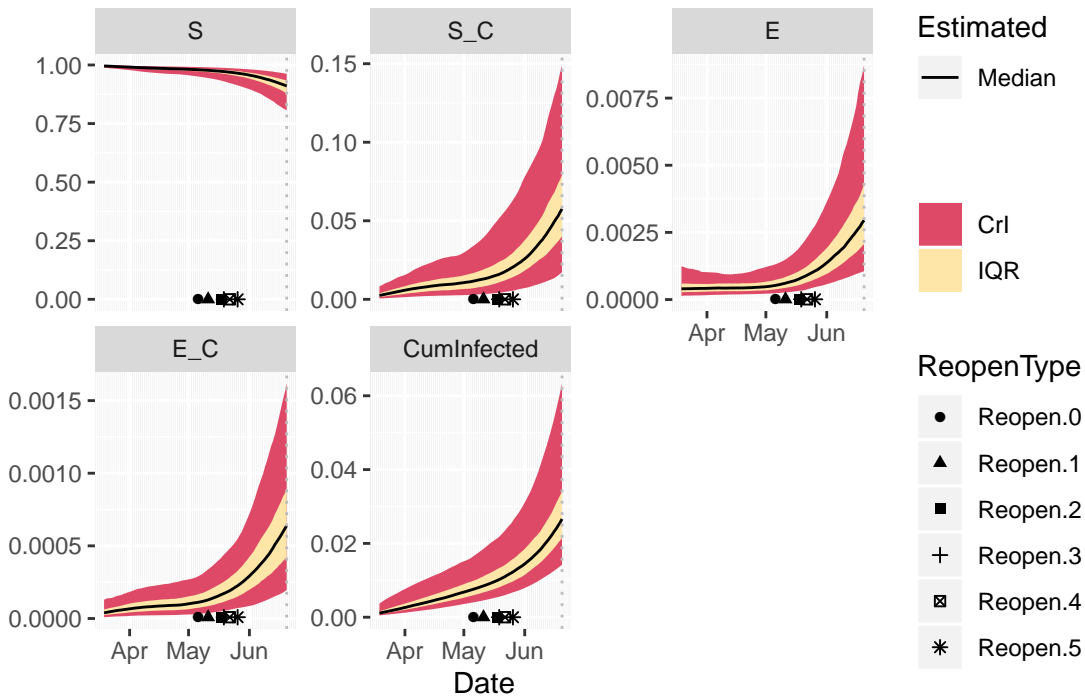 S
S_C
E
1.00
0.75
0.50
0.25
0.00
0.15
0.10
0.05
0.00
0.0075
0.0050
0.0025
0.0000
Apr May Jun
E_C
CumInfected
0.0015
0.0010
0.0005
0.0000
0.06
0.04
0.02
0.00
Apr May Jun
Apr May Jun
Date
Estimated
Median
CrI
IQR
ReopenType
Reopen.0
Reopen.1
Reopen.2
Reopen.3
Reopen.4
Reopen.5